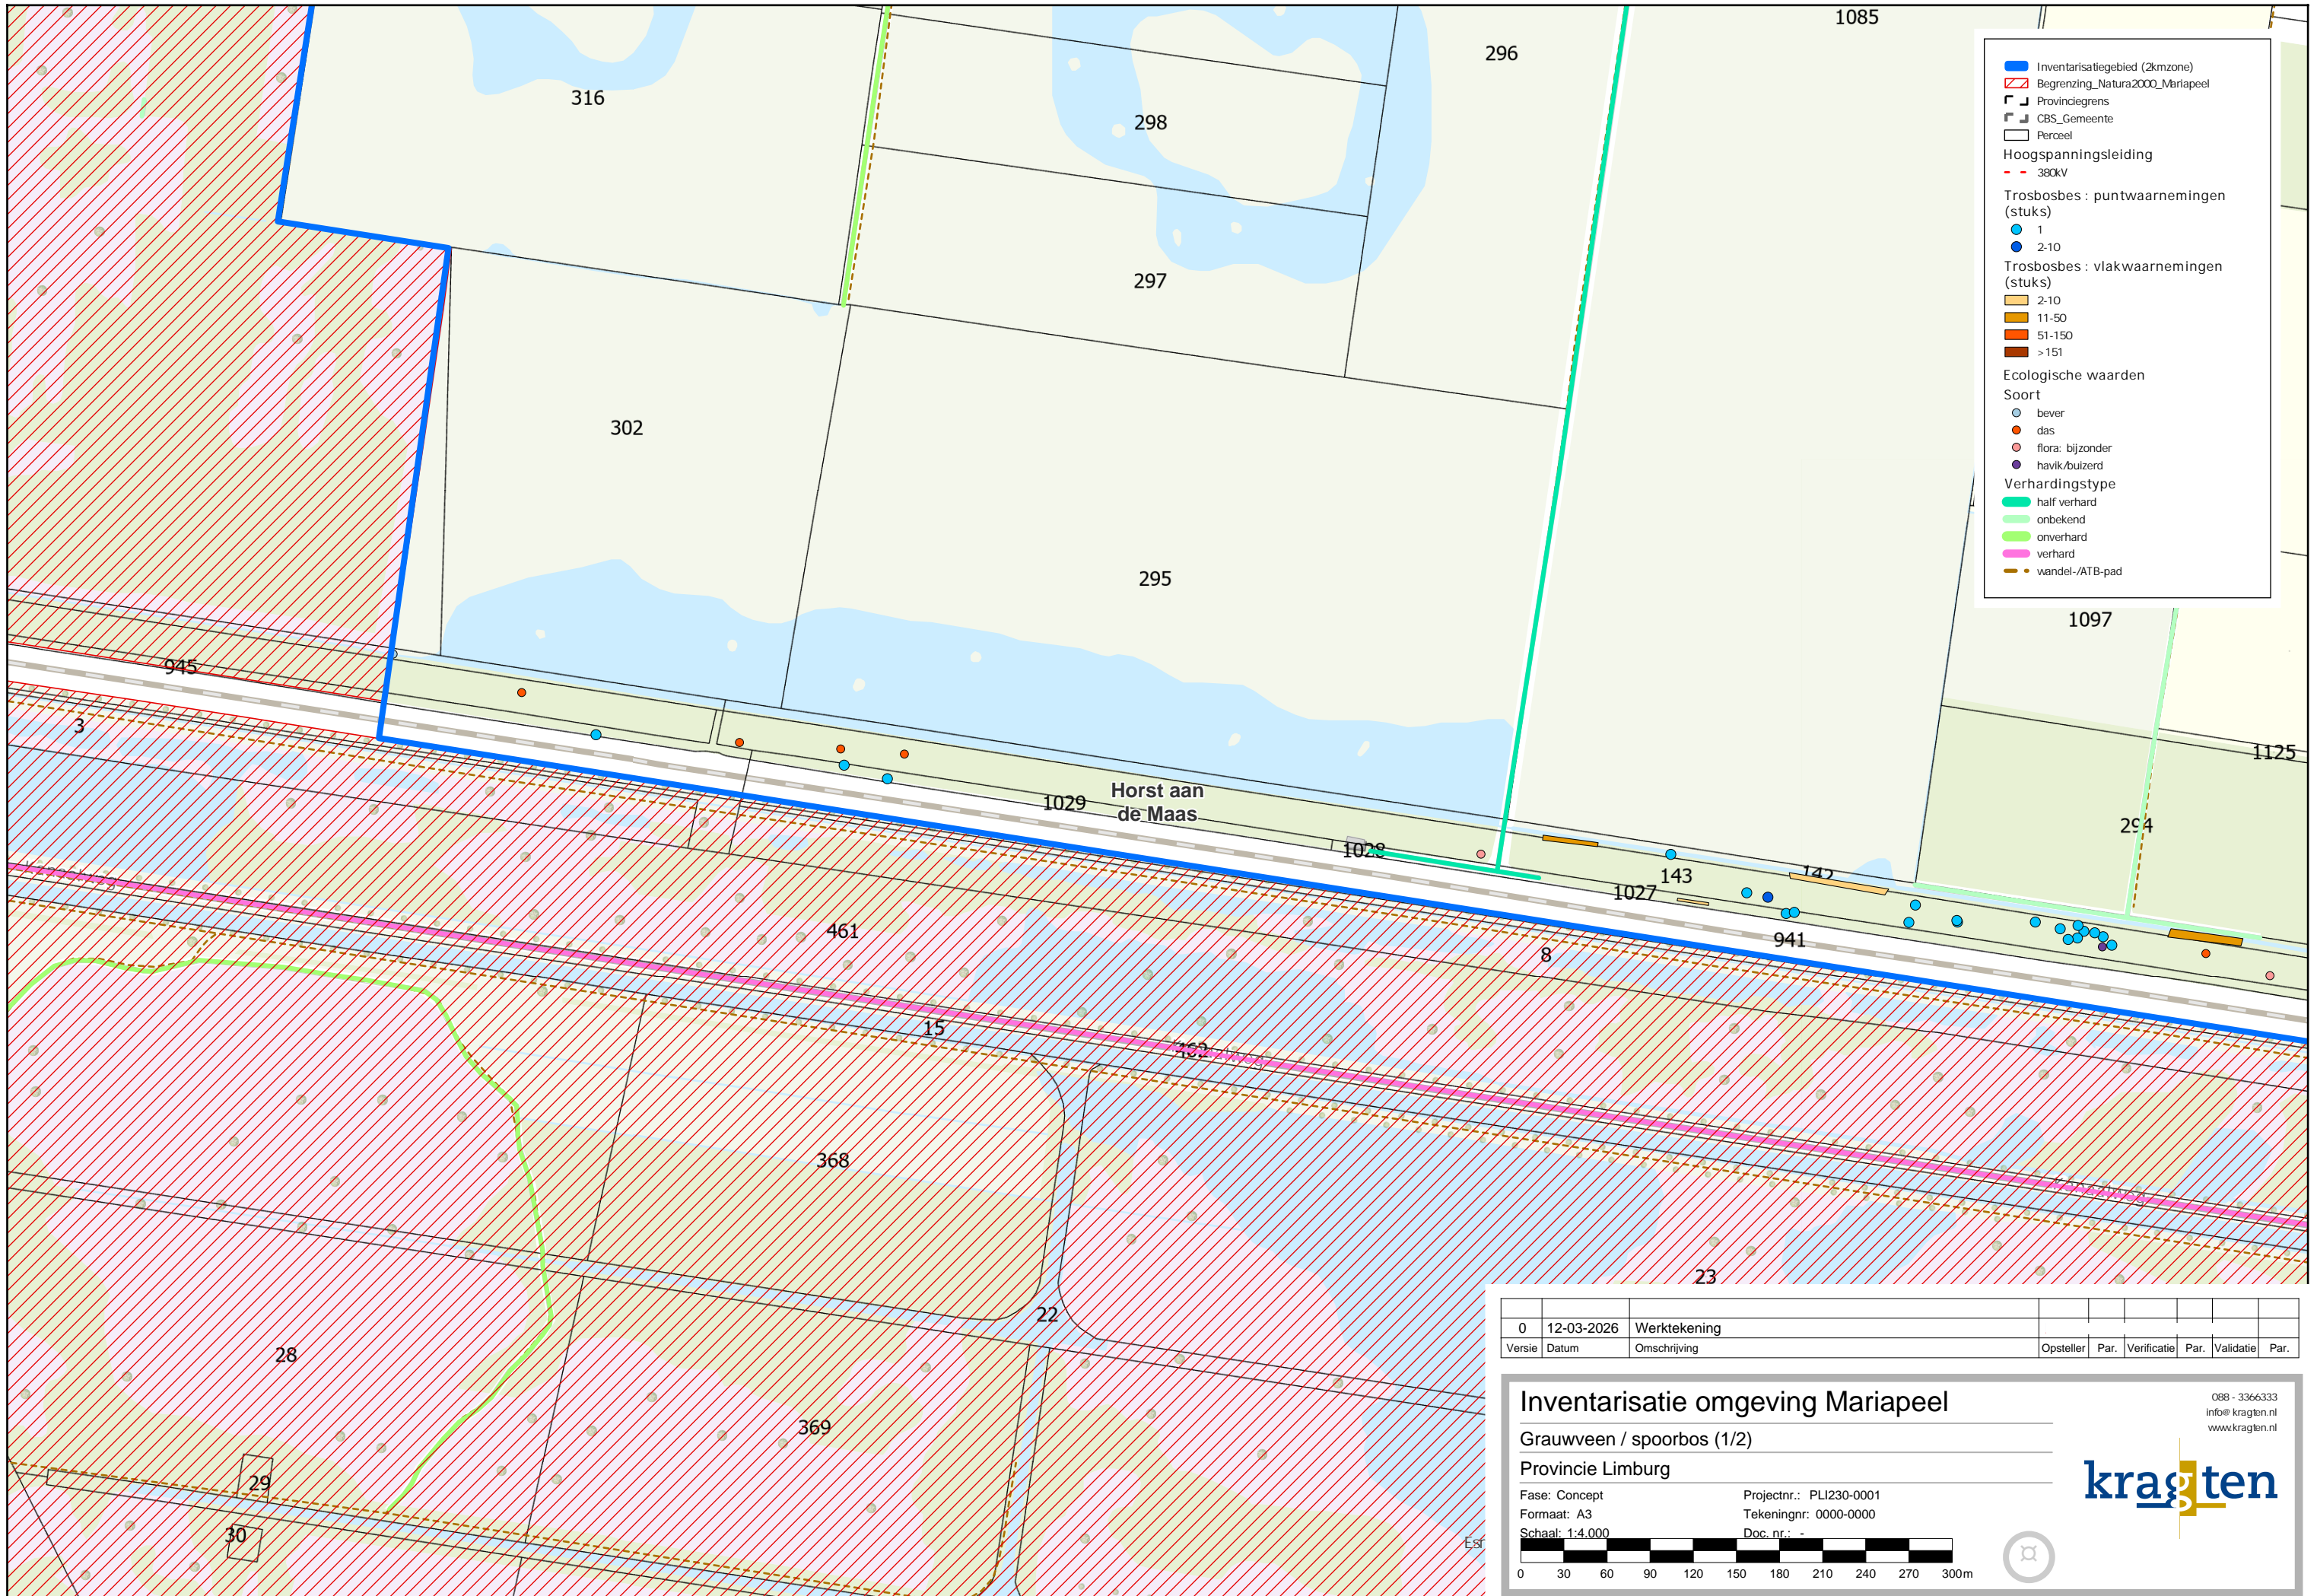 1085
296
316
298
297
302
295
1097
1125
294
945
3
1029
Horst aan
de Maas
1028
143
142
1027
941
8
461
15
462
368
23
22
28
369
29
30
Inventarisatiegebied (2kmzone)
Begrenzing_Natura2000_Mariapeel
Provinciegrens
CBS_Gemeente
Perceel
Hoogspanningsleiding
380kV
Trosbosbes : puntwaarnemingen
(stuks)
1
2-10
Trosbosbes : vlakwaarnemingen
(stuks)
2-10
11-50
51-150
>151
Ecologische waarden
Soort
bever
das
flora: bijzonder
havik/buizerd
Verhardingstype
half verhard
onbekend
onverhard
verhard
wandel-/ATB-pad
0 12-03-2026 Werktekening
Versie Datum Omschrijving Opsteller Par. Verificatie Par. Validatie Par.
Inventarisatie omgeving Mariapeel
Grauwveen / spoorbos (1/2)
Provincie Limburg
Fase: Concept Projectnr.: PLI230-0001
Formaat: A3 Tekeningnr: 0000-0000
Schaal: 1:4.000 Doc. nr.: -
0 30 60 90 120 150 180 210 240 270 300m
088 - 3366333
info@kragten.nl
www.kragten.nl
kragten